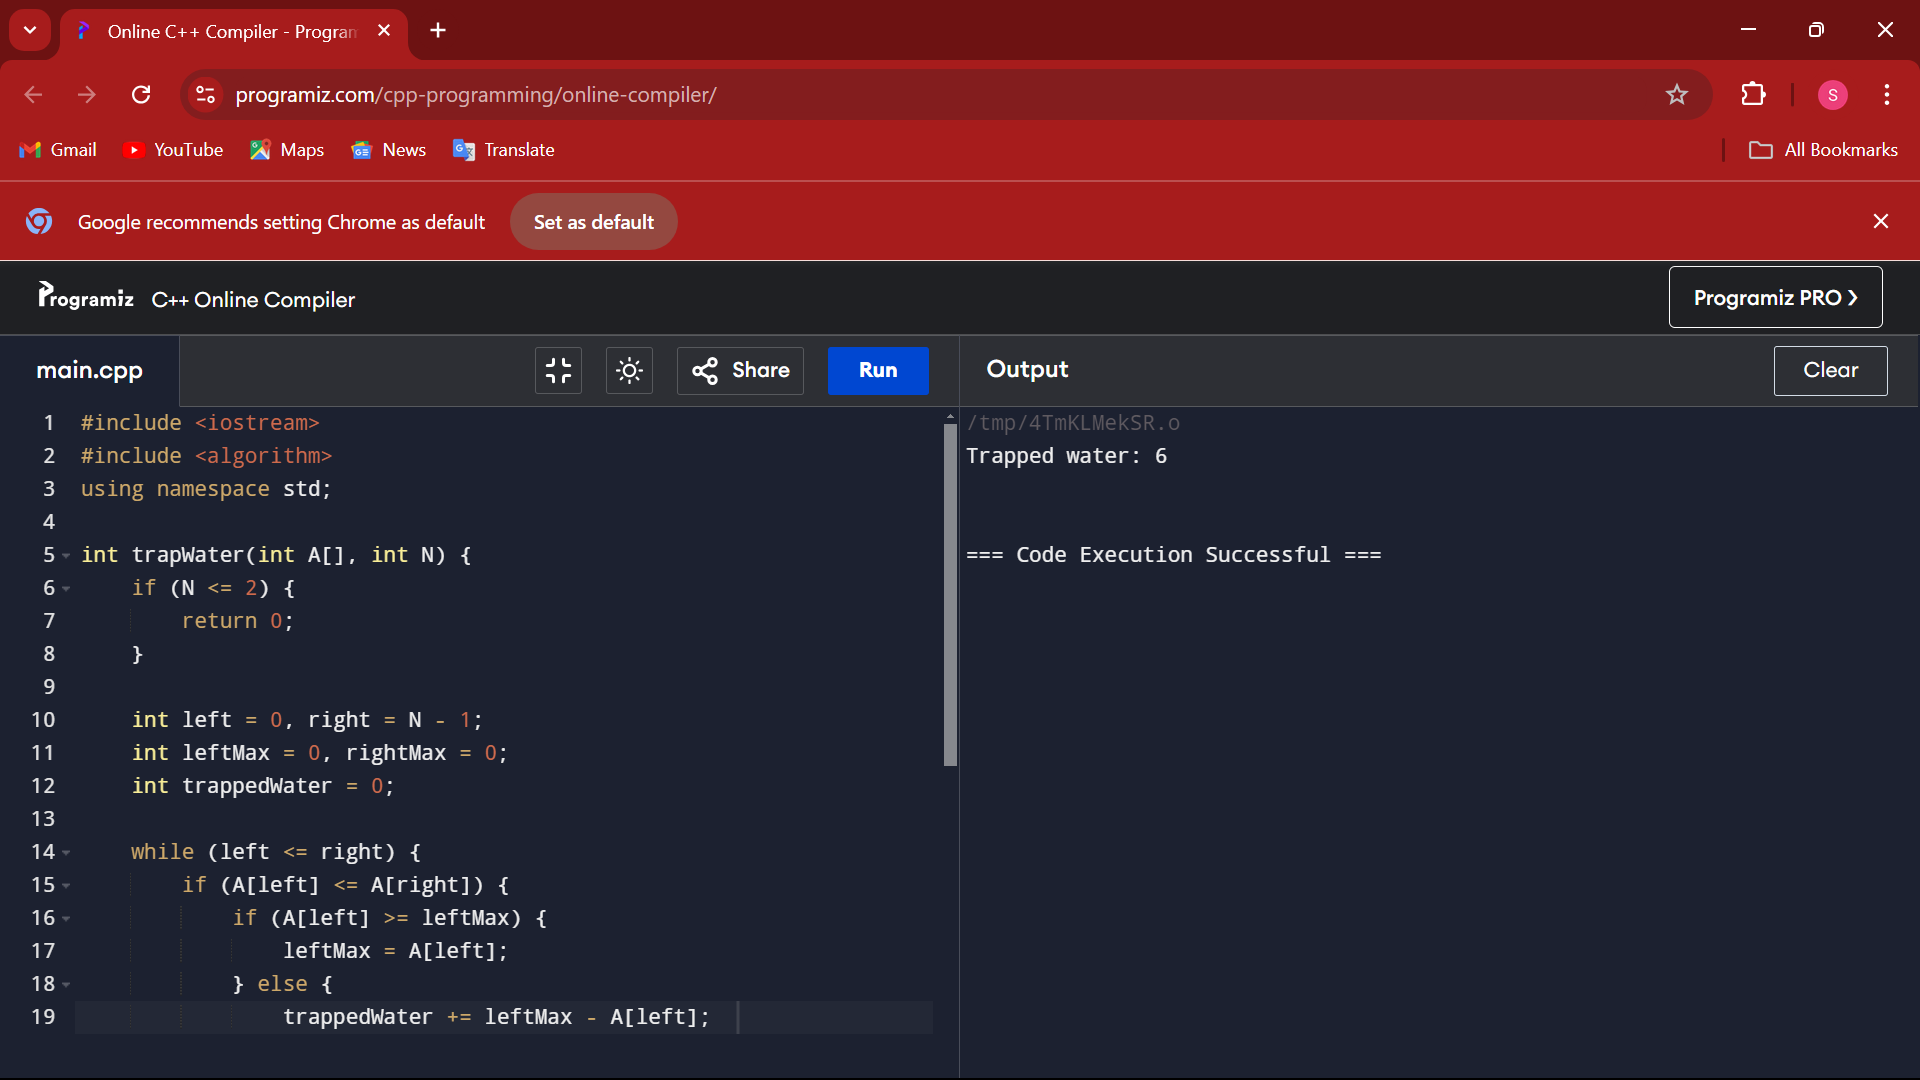 Online C++ Compiler - Program
programiz.com/cpp-programming/online-compiler/
S
Gmail YouTube Maps News Translate All Bookmarks
Google recommends setting Chrome as default Set as default
Programiz C++ Online Compiler Programiz PRO ›
main.cpp Share Run Output Clear
1 #include <iostream>
2 #include <algorithm>
3 using namespace std;
4
5 int trapWater(int A[], int N) {
6     if (N <= 2) {
7         return 0;
8     }
9
10     int left = 0, right = N - 1;
11     int leftMax = 0, rightMax = 0;
12     int trappedWater = 0;
13
14     while (left <= right) {
15         if (A[left] <= A[right]) {
16             if (A[left] >= leftMax) {
17                 leftMax = A[left];
18             } else {
19                 trappedWater += leftMax - A[left];
/tmp/4TmKLMekSR.o
Trapped water: 6
=== Code Execution Successful ===